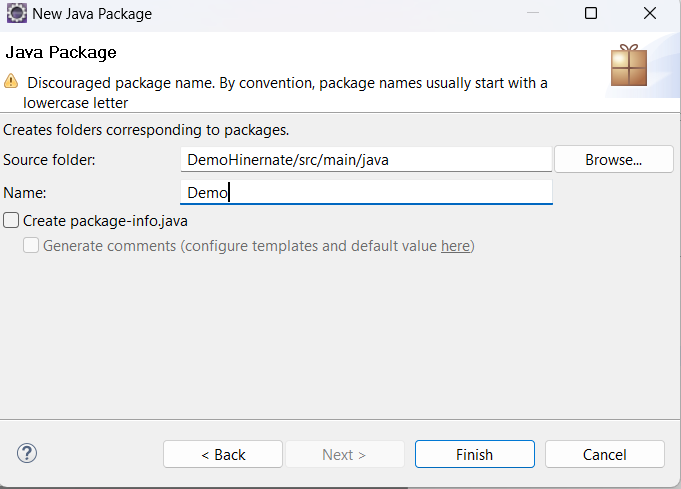 New Java Package
Java Package
Discouraged package name. By convention, package names usually start with a
lowercase letter
Creates folders corresponding to packages.
Source folder: DemoHinernate/src/main/java Browse...
Name: Demo
Create package-info.java
Generate comments (configure templates and default value here)
? < Back Next > Finish Cancel